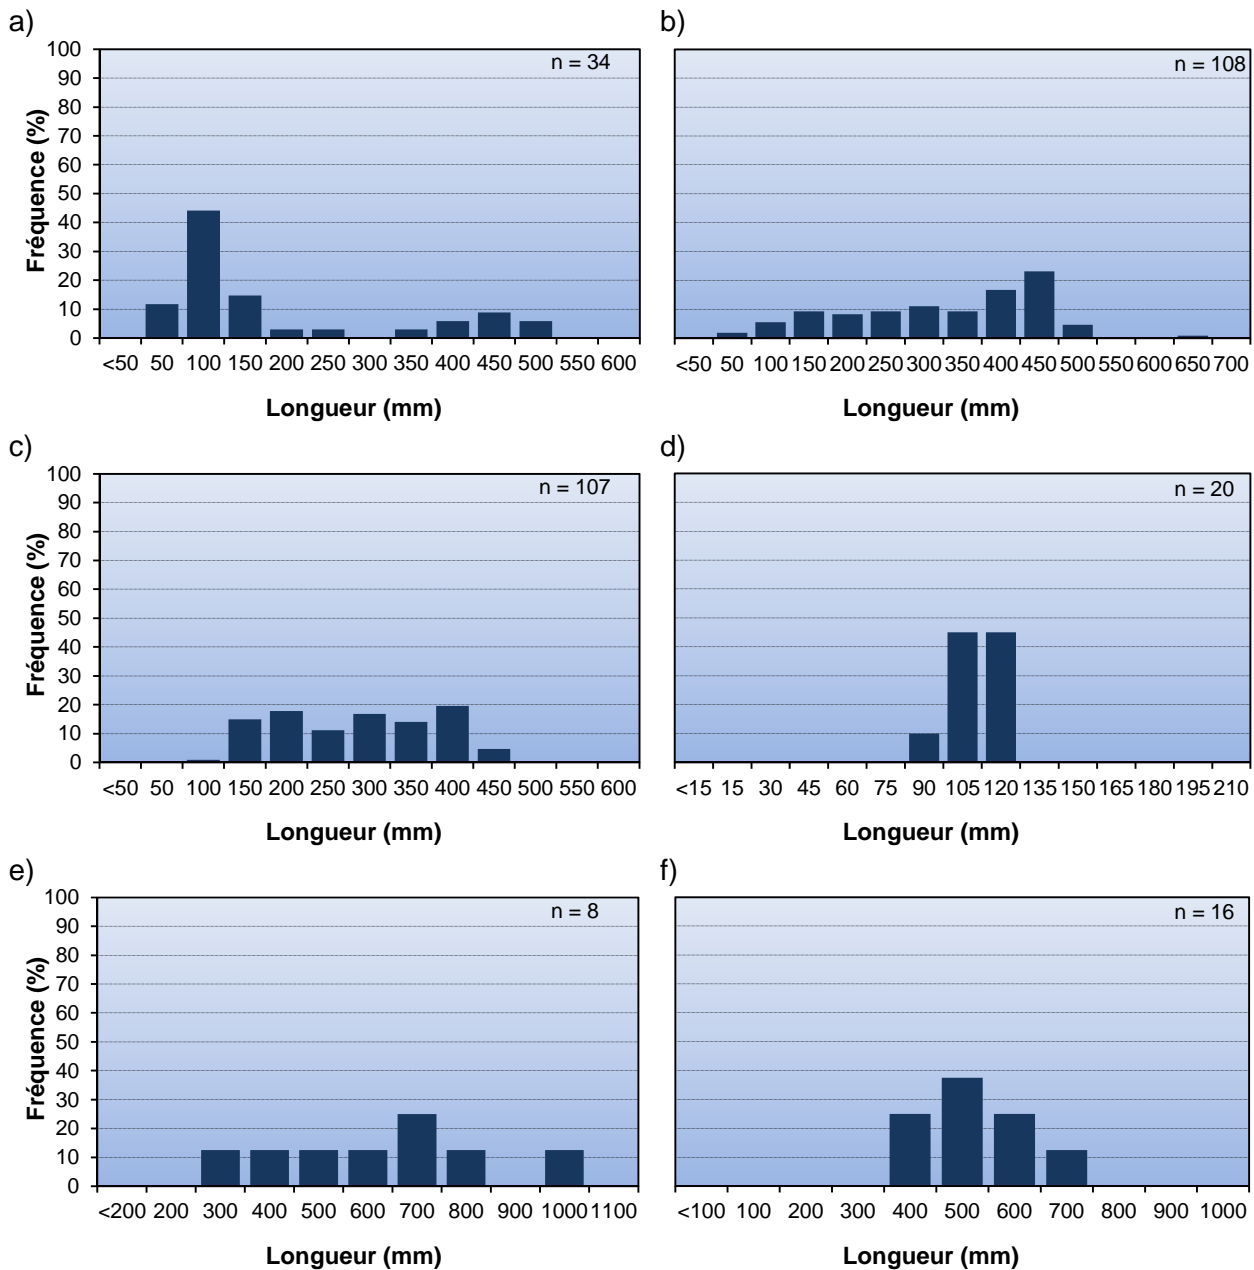 a)
100
90
80
70
60
50
40
30
20
10
0
Fréquence (%)
n = 34
<50 50 100 150 200 250 300 350 400 450 500 550 600
Longueur (mm)
b)
n = 108
<50 50 100 150 200 250 300 350 400 450 500 550 600 650 700
Longueur (mm)
c)
100
90
80
70
60
50
40
30
20
10
0
Fréquence (%)
n = 107
<50 50 100 150 200 250 300 350 400 450 500 550 600
Longueur (mm)
d)
n = 20
<15 15 30 45 60 75 90 105 120 135 150 165 180 195 210
Longueur (mm)
e)
100
90
80
70
60
50
40
30
20
10
0
Fréquence (%)
n = 8
<200 200 300 400 500 600 700 800 900 1000 1100
Longueur (mm)
f)
n = 16
<100 100 200 300 400 500 600 700 800 900 1000
Longueur (mm)